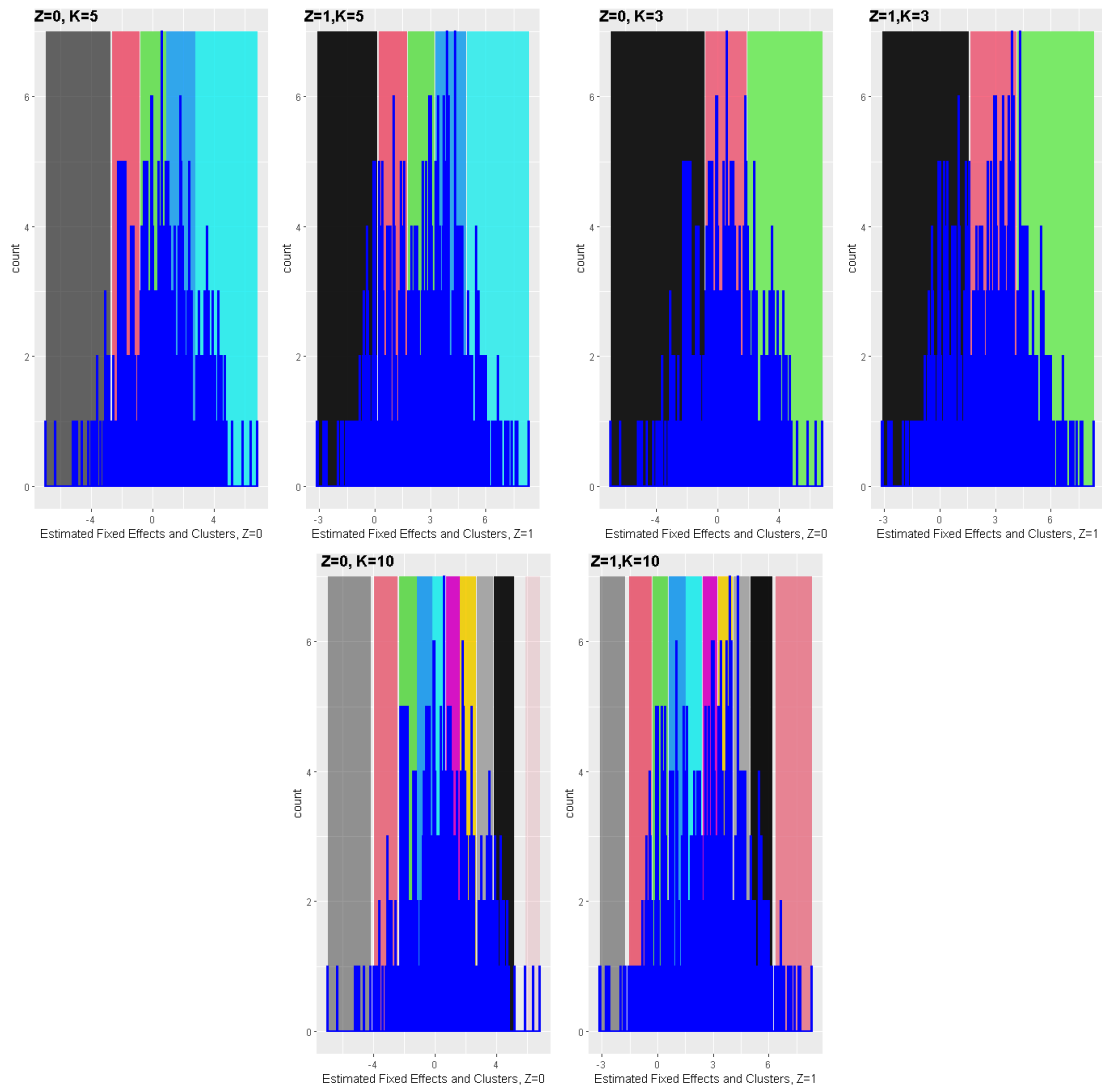 Z=0, K=5
Z=1,K=5
Z=0, K=3
Z=1,K=3
count
6
4
2
0
-4
0
4
Estimated Fixed Effects and Clusters, Z=0
count
6
4
2
0
-3
0
3
6
Estimated Fixed Effects and Clusters, Z=1
count
6
4
2
0
-4
0
4
Estimated Fixed Effects and Clusters, Z=0
count
6
4
2
0
-3
0
3
6
Estimated Fixed Effects and Clusters, Z=1
Z=0, K=10
Z=1,K=10
count
6
4
2
0
-4
0
4
Estimated Fixed Effects and Clusters, Z=0
count
6
4
2
0
-3
0
3
6
Estimated Fixed Effects and Clusters, Z=1